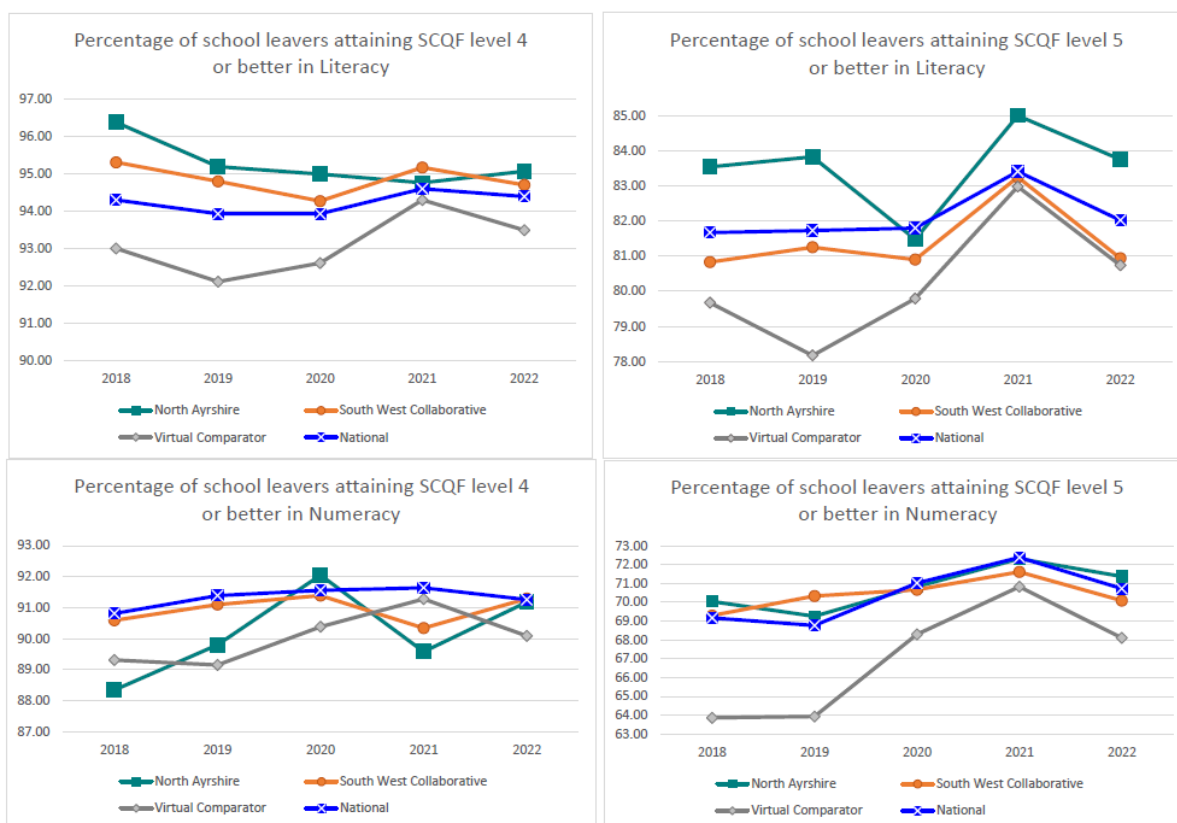 Percentage of school leavers attaining SCQF level 4
or better in Literacy
97.00
96.00
95.00
94.00
93.00
92.00
91.00
90.00
2018 2019 2020 2021 2022
North Ayrshire South West Collaborative
Virtual Comparator National
Percentage of school leavers attaining SCQF level 5
or better in Literacy
85.00
84.00
83.00
82.00
81.00
80.00
79.00
78.00
2018 2019 2020 2021 2022
North Ayrshire South West Collaborative
Virtual Comparator National
Percentage of school leavers attaining SCQF level 4
or better in Numeracy
93.00
92.00
91.00
90.00
89.00
88.00
87.00
2018 2019 2020 2021 2022
North Ayrshire South West Collaborative
Virtual Comparator National
Percentage of school leavers attaining SCQF level 5
or better in Numeracy
73.00
72.00
71.00
70.00
69.00
68.00
67.00
66.00
65.00
64.00
63.00
2018 2019 2020 2021 2022
North Ayrshire South West Collaborative
Virtual Comparator National